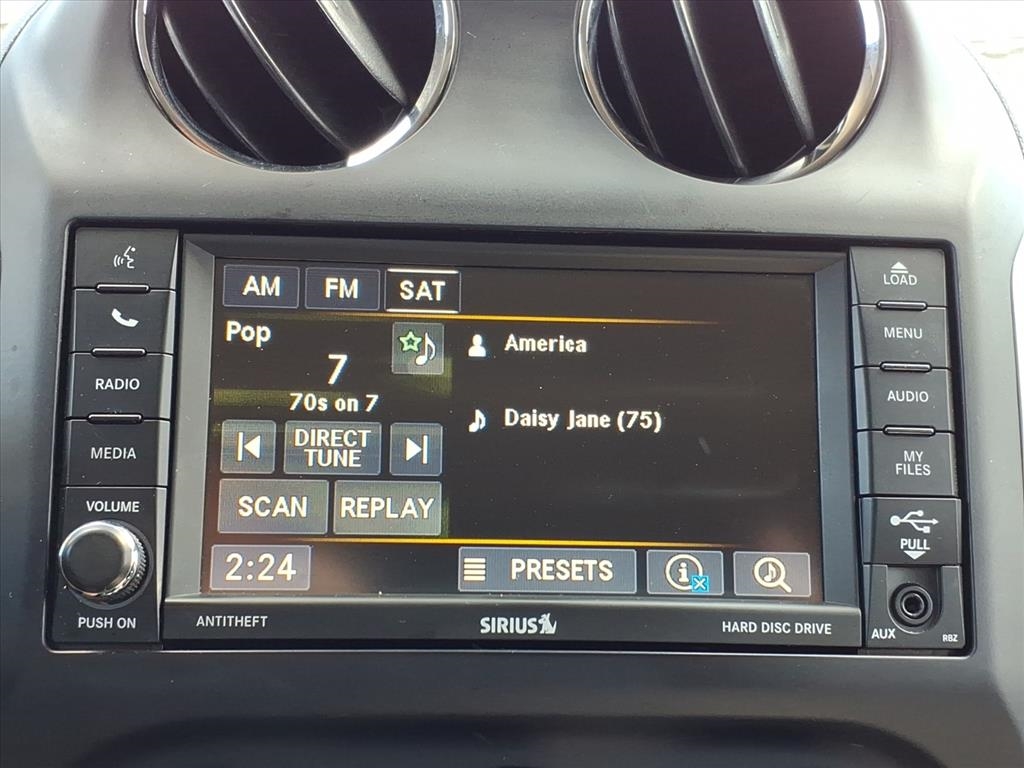 AM FM SAT
Pop
7
70s on 7
DIRECT
TUNE
SCAN REPLAY
America
Daisy Jane (75)
2:24 PRESETS
RADIO
MEDIA
VOLUME
PUSH ON
ANTITHEFT
SIRIUS
HARD DISC DRIVE
LOAD
MENU
AUDIO
MY
FILES
PULL
AUX
RBZ